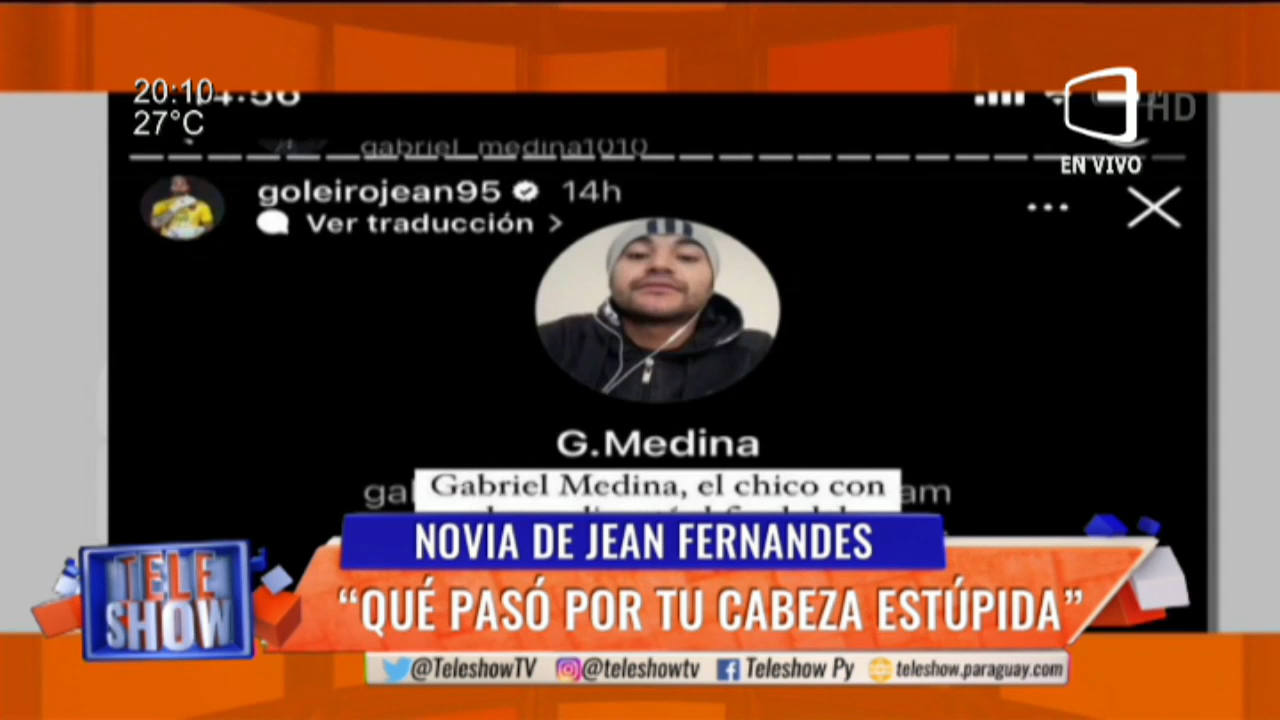 20:10
27°C
HD
EN VIVO
gabriel_medina1010
goleirojean95 14h
Ver traducción >
G.Medina
Gabriel Medina, el chico con
NOVIA DE JEAN FERNANDES
“QUÉ PASÓ POR TU CABEZA ESTÚPIDA”
TELE
SHOW
@TeleshowTV @teleshowtv Teleshow Py teleshow.paraguay.com